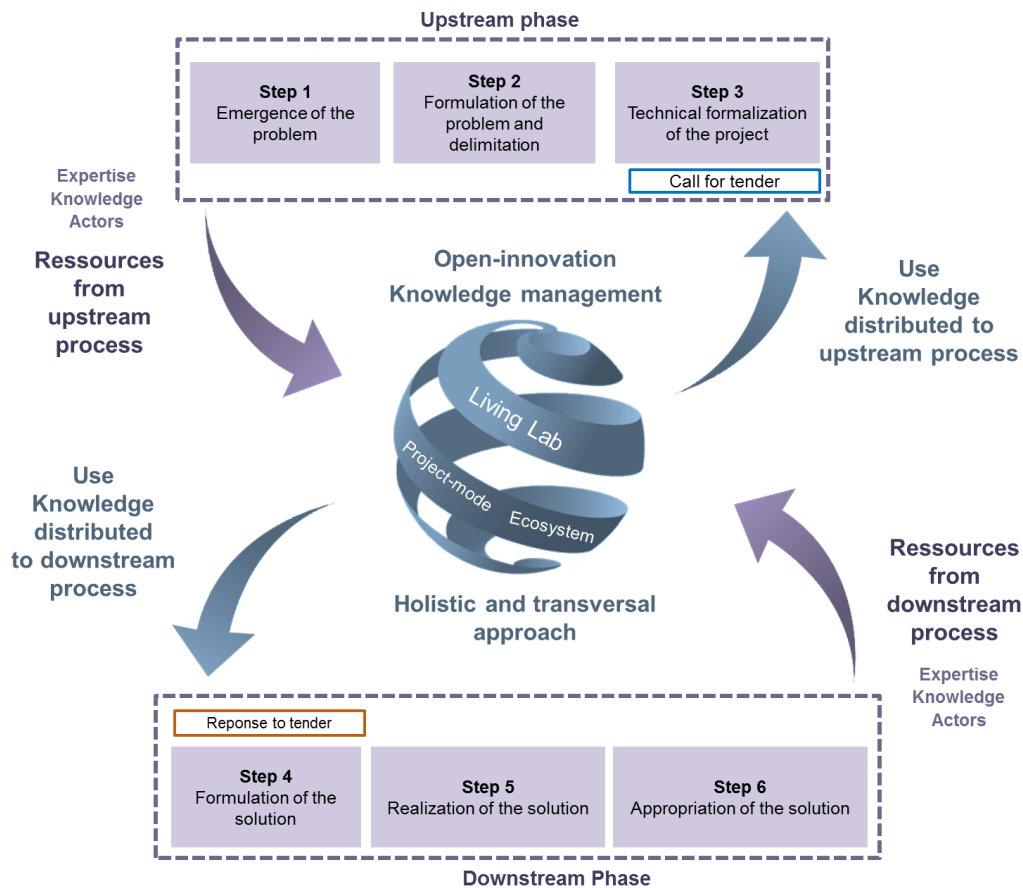 Upstream phase
Step 1
Emergence of the
problem
Step 2
Formulation of the
problem and
delimitation
Step 3
Technical formalization
of the project
Call for tender
Expertise
Knowledge
Actors
Ressources
from
upstream
process
Open-innovation
Knowledge management
Use
Knowledge
distributed to
upstream process
Living Lab
Project-mode
Ecosystem
Use
Knowledge
distributed
to downstream
process
Holistic and transversal
approach
Ressources
from
downstream
process
Expertise
Knowledge
Actors
Reponse to tender
Step 4
Formulation of the
solution
Step 5
Realization of the solution
Step 6
Appropriation of the solution
Downstream Phase